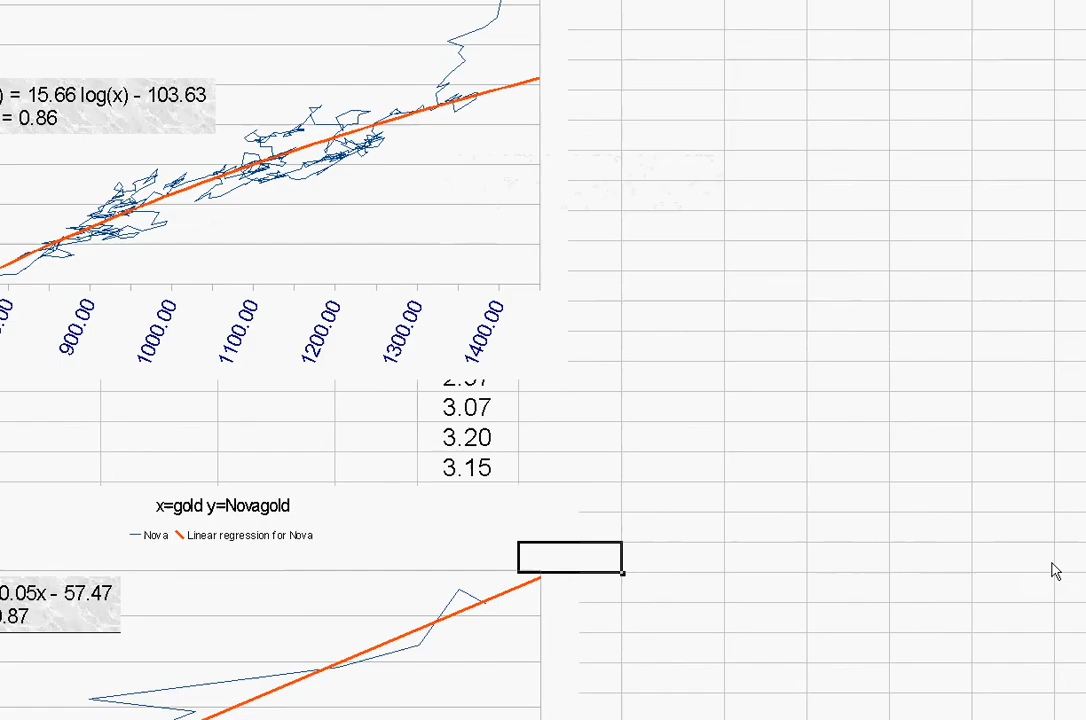 ) = 15.66 log(x) - 103.63
= 0.86
900.00
1000.00
1100.00
1200.00
1300.00
1400.00
3.07
3.20
3.15
x=gold y=Novagold
Nova Linear regression for Nova
0.05x - 57.47
0.87